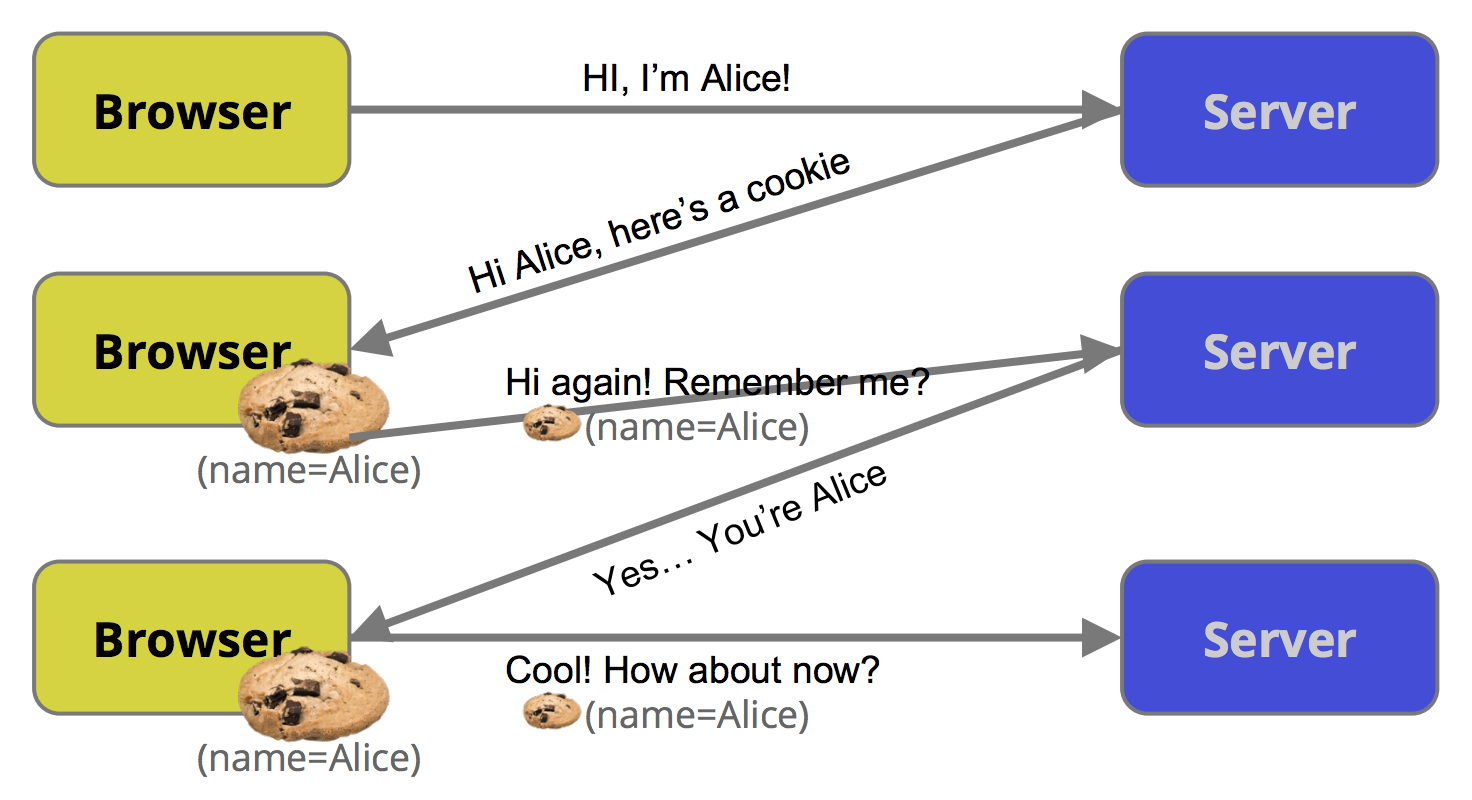 Browser
HI, I’m Alice!
Server
Hi Alice, here’s a cookie
Browser
(name=Alice)
Hi again! Remember me?
(name=Alice)
Server
Yes... You’re Alice
Browser
(name=Alice)
Cool! How about now?
(name=Alice)
Server